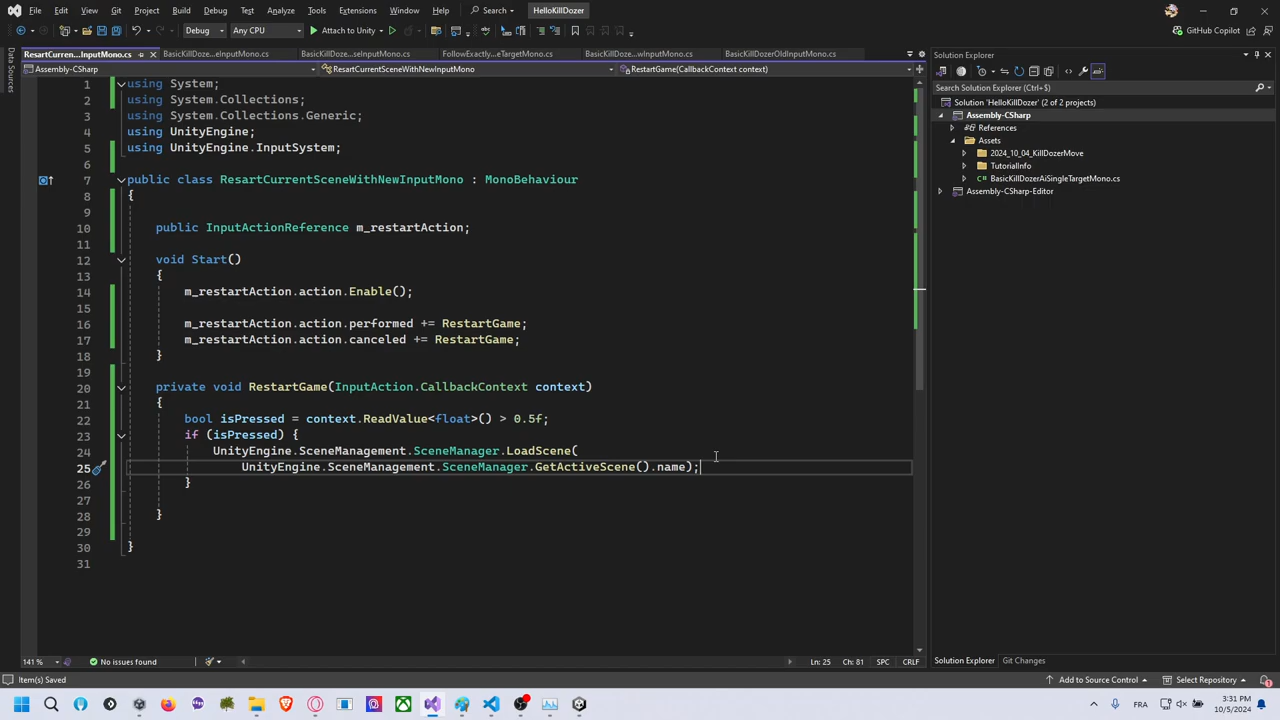 File Edit View Git Project Build Debug Test Analyze Tools Extensions Window Help Search HelloKillDozer
Debug Any CPU Attach to Unity GitHub Copilot
ResartCurren....InputMono.cs BasicKillDoze...eInputMono.cs BasicKillDoze...seInputMono.cs FollowExactly...eTargetMono.cs BasicKillDoze...wInputMono.cs BasicKillDozerOldInputMono.cs
Assembly-CSharp ResartCurrentSceneWithNewInputMono RestartGame(CallbackContext context)
Data Sources
1 using System;
2 using System.Collections;
3 using System.Collections.Generic;
4 using UnityEngine;
5 using UnityEngine.InputSystem;
6
7 public class ResartCurrentSceneWithNewInputMono : MonoBehaviour
8 {
9
10 public InputActionReference m_restartAction;
11
12 void Start()
13 {
14 m_restartAction.action.Enable();
15
16 m_restartAction.action.performed += RestartGame;
17 m_restartAction.action.canceled += RestartGame;
18 }
19
20 private void RestartGame(InputAction.CallbackContext context)
21 {
22 bool isPressed = context.ReadValue<float>() > 0.5f;
23 if (isPressed) {
24 UnityEngine.SceneManagement.SceneManager.LoadScene(
25 UnityEngine.SceneManagement.SceneManager.GetActiveScene().name);
26 }
27
28 }
29
30 }
31
Solution Explorer
Search Solution Explorer (Ctrl+$)
Solution 'HelloKillDozer' (2 of 2 projects)
Assembly-CSharp
References
Assets
2024_10_04_KillDozerMove
TutorialInfo
C# BasicKillDozerAiSingleTargetMono.cs
Assembly-CSharp-Editor
141 % No issues found Ln: 25 Ch: 81 SPC CRLF
Solution Explorer Git Changes
Item(s) Saved Add to Source Control Select Repository
FRA 3:31 PM
10/5/2024